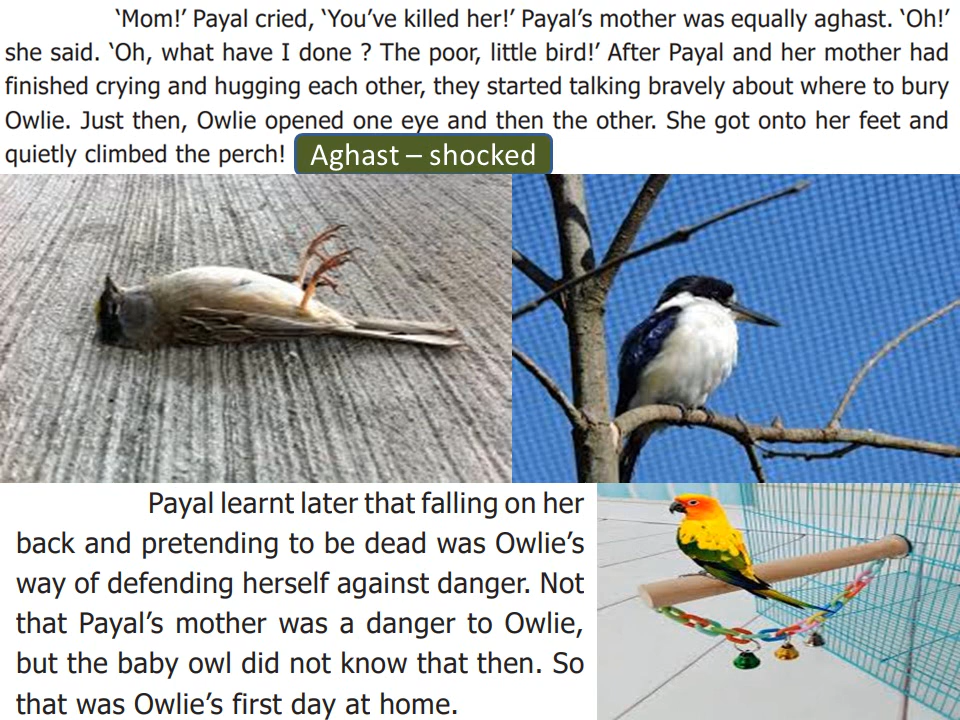 ‘Mom!’ Payal cried, ‘You’ve killed her!’ Payal’s mother was equally aghast. ‘Oh!’
she said. ‘Oh, what have I done ? The poor, little bird!’ After Payal and her mother had
finished crying and hugging each other, they started talking bravely about where to bury
Owlie. Just then, Owlie opened one eye and then the other. She got onto her feet and
quietly climbed the perch!
Aghast – shocked
Payal learnt later that falling on her
back and pretending to be dead was Owlie’s
way of defending herself against danger. Not
that Payal’s mother was a danger to Owlie,
but the baby owl did not know that then. So
that was Owlie’s first day at home.